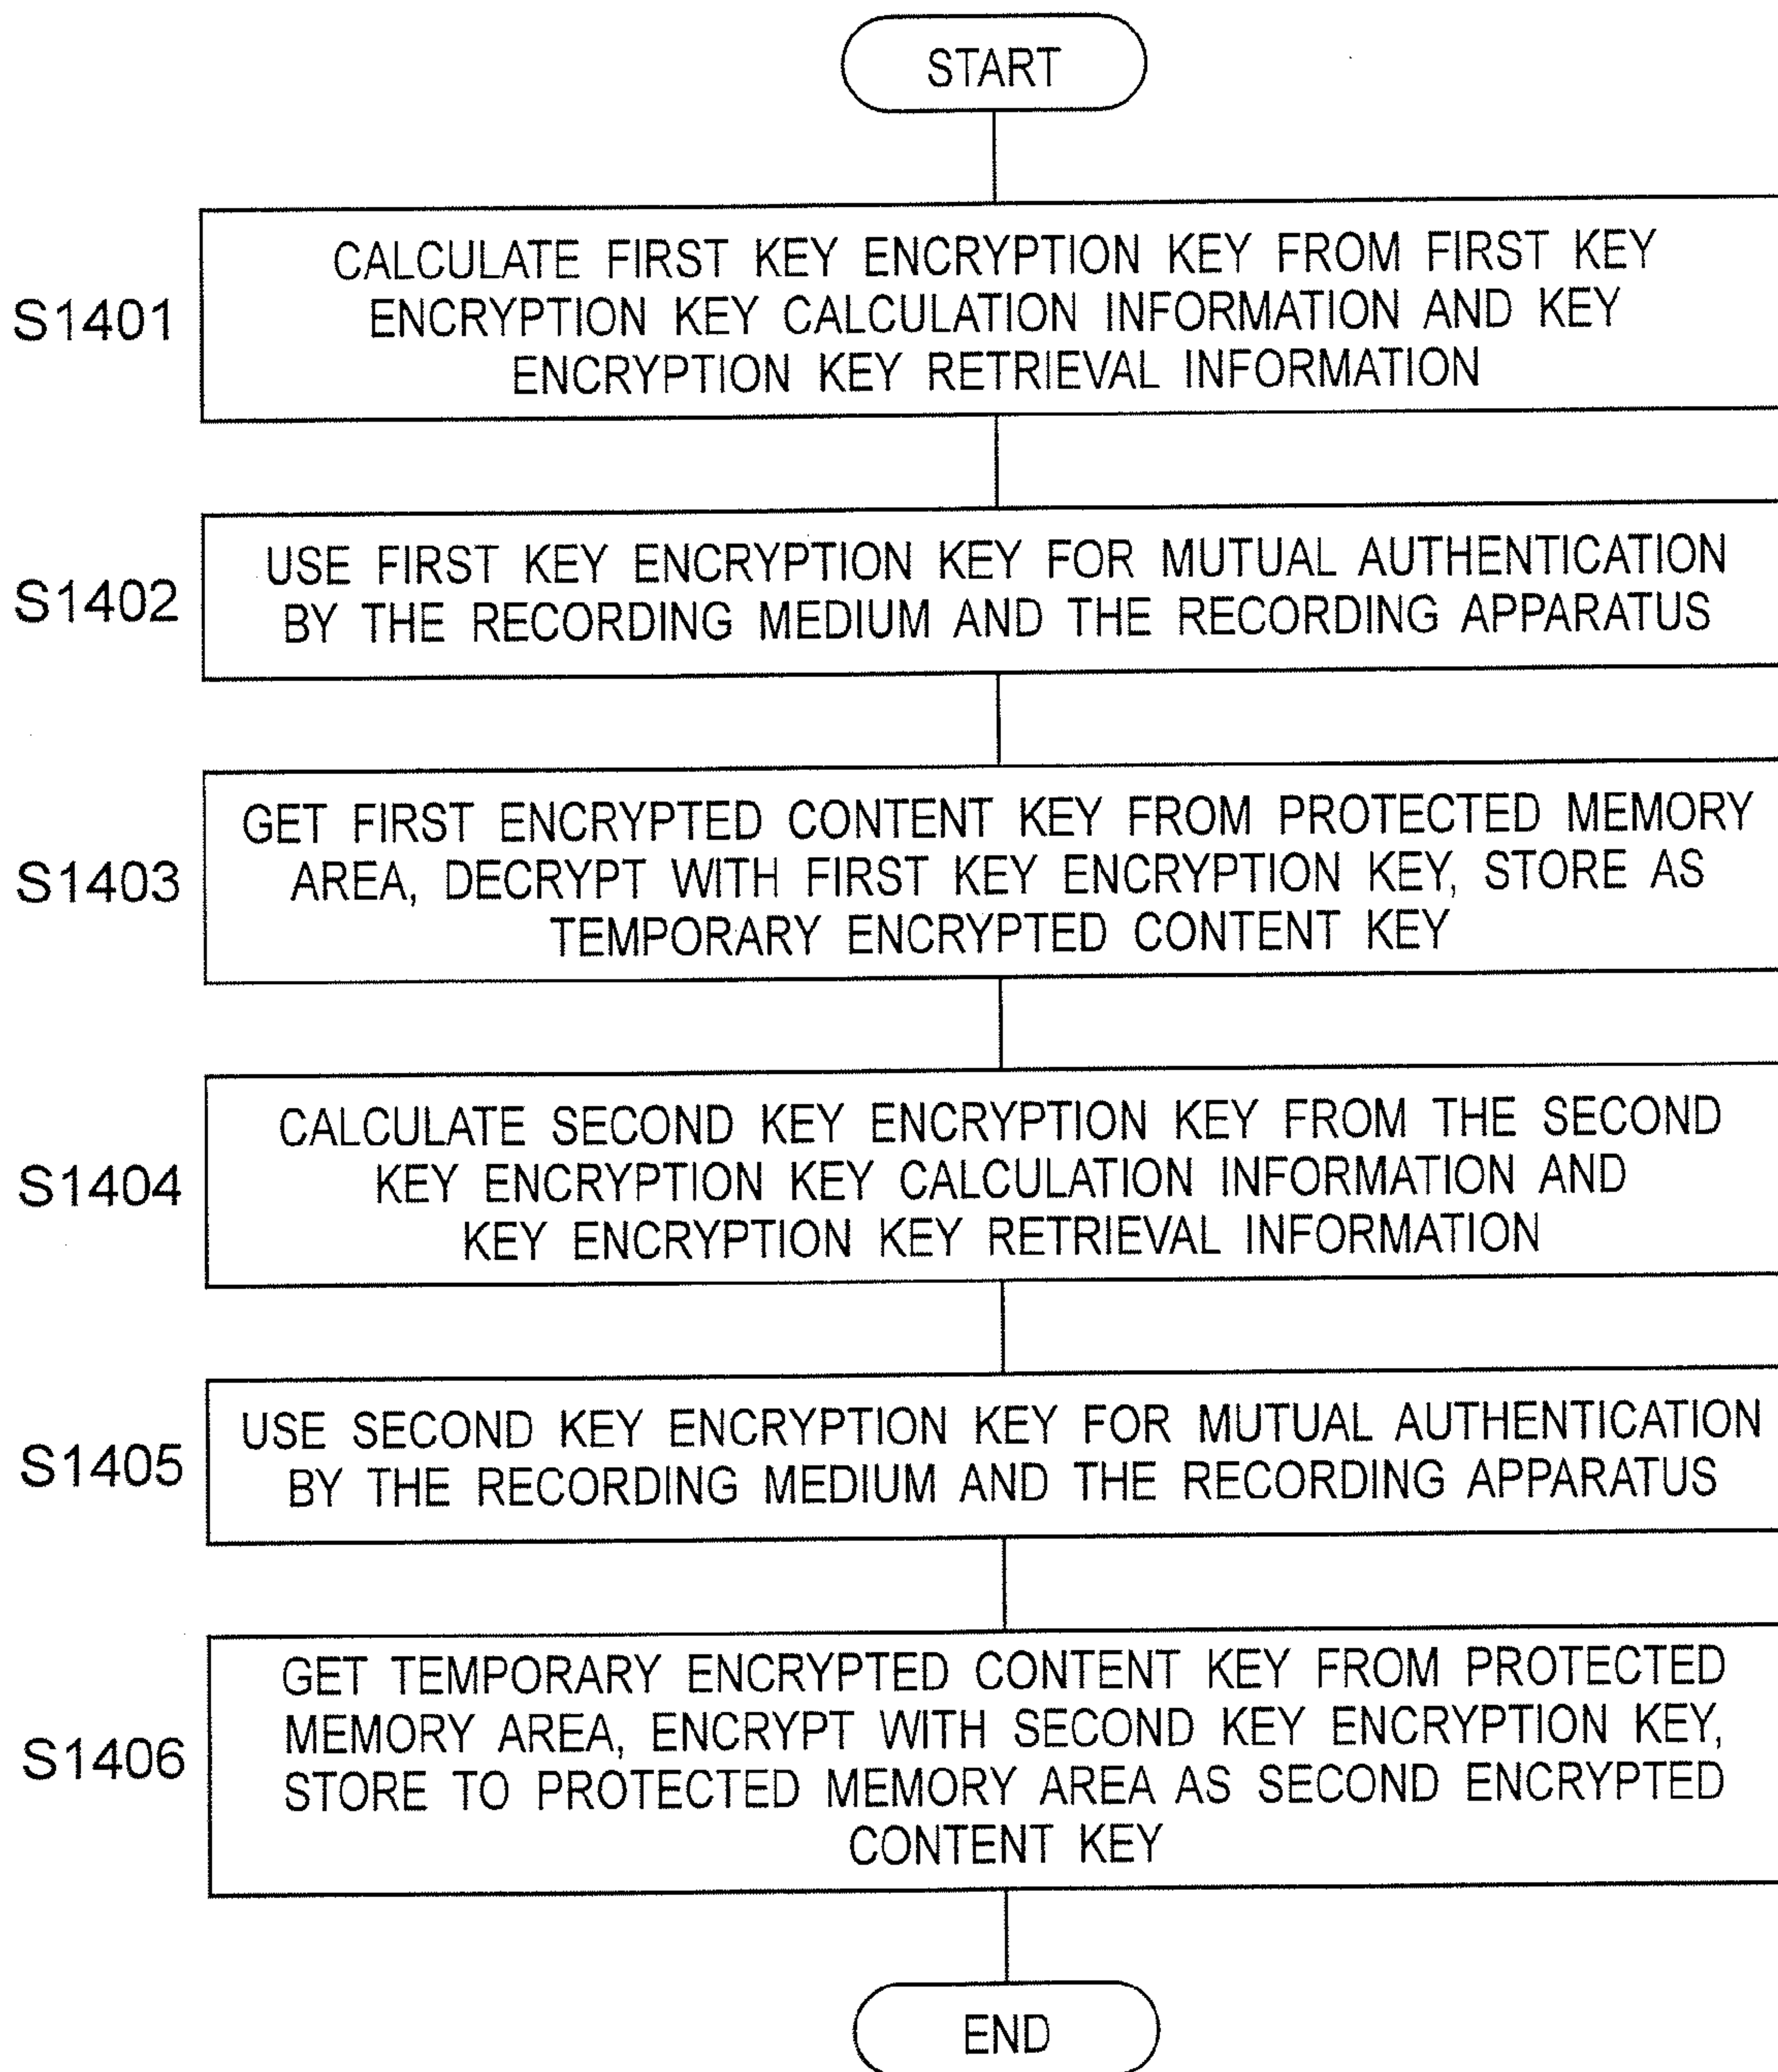 START
S1401
CALCULATE FIRST KEY ENCRYPTION KEY FROM FIRST KEY
ENCRYPTION KEY CALCULATION INFORMATION AND KEY
ENCRYPTION KEY RETRIEVAL INFORMATION
S1402
USE FIRST KEY ENCRYPTION KEY FOR MUTUAL AUTHENTICATION
BY THE RECORDING MEDIUM AND THE RECORDING APPARATUS
S1403
GET FIRST ENCRYPTED CONTENT KEY FROM PROTECTED MEMORY
AREA, DECRYPT WITH FIRST KEY ENCRYPTION KEY, STORE AS
TEMPORARY ENCRYPTED CONTENT KEY
S1404
CALCULATE SECOND KEY ENCRYPTION KEY FROM THE SECOND
KEY ENCRYPTION KEY CALCULATION INFORMATION AND
KEY ENCRYPTION KEY RETRIEVAL INFORMATION
S1405
USE SECOND KEY ENCRYPTION KEY FOR MUTUAL AUTHENTICATION
BY THE RECORDING MEDIUM AND THE RECORDING APPARATUS
S1406
GET TEMPORARY ENCRYPTED CONTENT KEY FROM PROTECTED
MEMORY AREA, ENCRYPT WITH SECOND KEY ENCRYPTION KEY,
STORE TO PROTECTED MEMORY AREA AS SECOND ENCRYPTED
CONTENT KEY
END